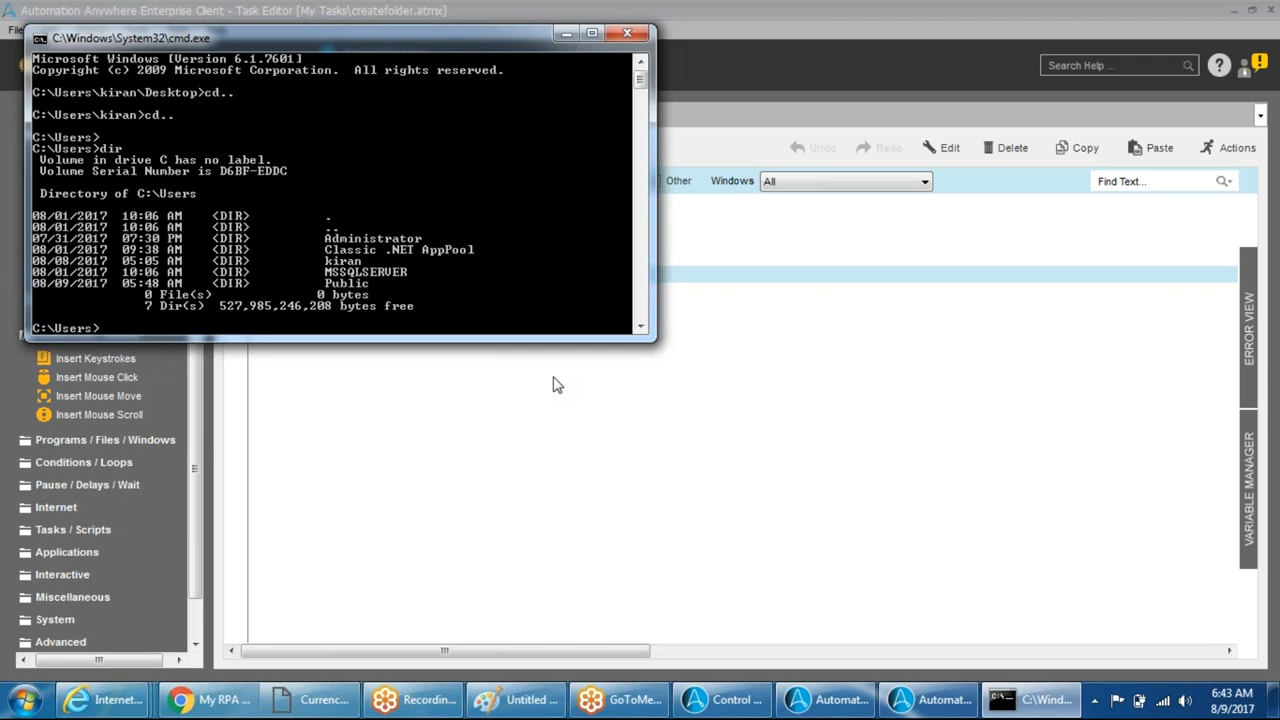 Automation Anywhere Enterprise Client - Task Editor [My Tasks\createfolder.atmx]
C:\Windows\System32\cmd.exe
Microsoft Windows [Version 6.1.7601]
Copyright (c) 2009 Microsoft Corporation.  All rights reserved.
C:\Users\kiran\Desktop>cd..
C:\Users\kiran>cd..
C:\Users>
C:\Users>dir
Volume in drive C has no label.
Volume Serial Number is D6BF-EDDC
Directory of C:\Users
08/01/2017  10:06 AM    <DIR>          .
08/01/2017  10:06 AM    <DIR>          ..
07/31/2017  07:30 PM    <DIR>          Administrator
08/01/2017  09:38 AM    <DIR>          Classic .NET AppPool
08/08/2017  05:05 AM    <DIR>          kiran
08/01/2017  10:06 AM    <DIR>          MSSQLSERVER
08/09/2017  05:48 AM    <DIR>          Public
0 File(s)              0 bytes
7 Dir(s)  527,985,246,208 bytes free
C:\Users>
Search Help ...
Undo Redo Edit Delete Copy Paste Actions
Other Windows All Find Text...
Insert Keystrokes
Insert Mouse Click
Insert Mouse Move
Insert Mouse Scroll
Programs / Files / Windows
Conditions / Loops
Pause / Delays / Wait
Internet
Tasks / Scripts
Applications
Interactive
Miscellaneous
System
Advanced
ERROR VIEW
VARIABLE MANAGER
Internet... My RPA Currenc... Recordin... Untitled ... GoToMe... Control ... Automat... Automat... C:\Wind...
6:43 AM
8/9/2017